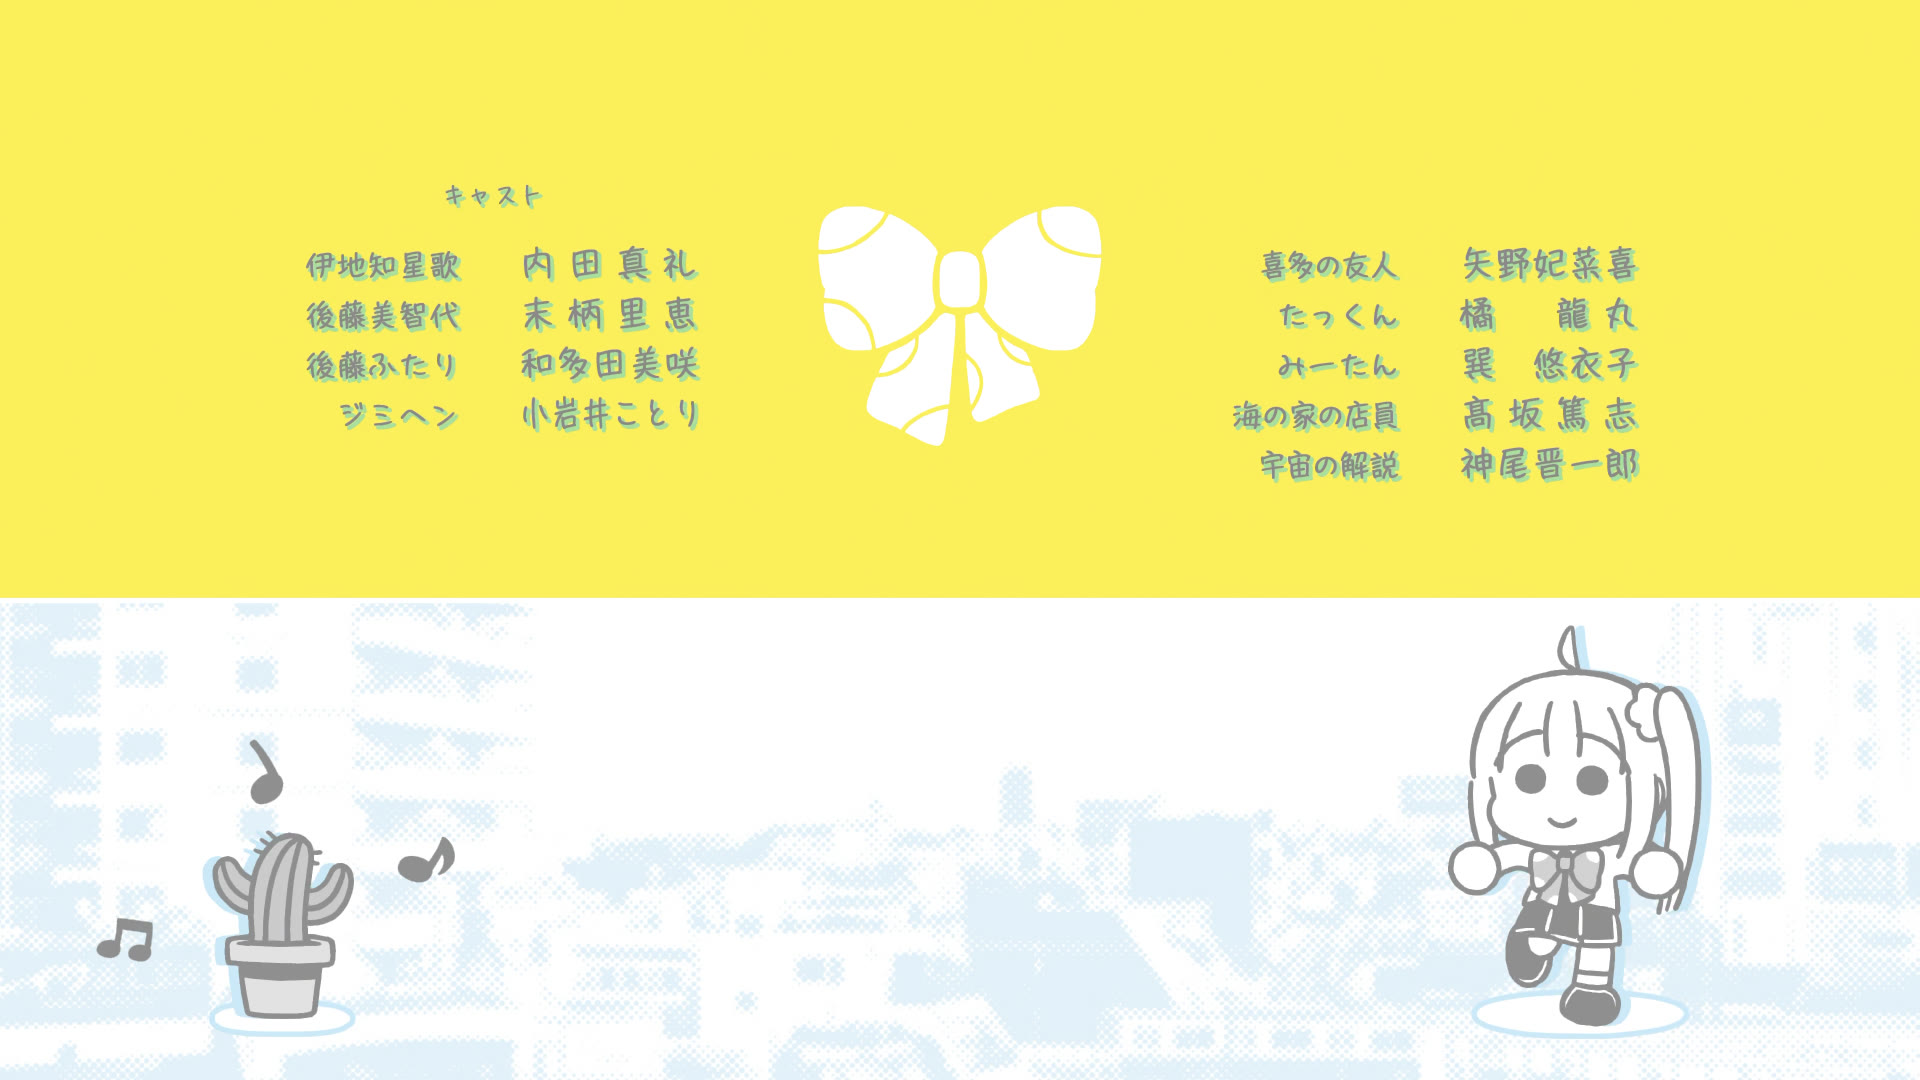 キャスト
伊地知星歌 内田真礼
後藤美智代 末柄里恵
後藤ふたり 和多田美咲
ジミヘン 小岩井ことり
喜多の友人 矢野妃菜喜
たっくん 橘 龍丸
みーたん 巽 悠衣子
海の家の店員 髙坂篤志
宇宙の解説 神尾晋一郎